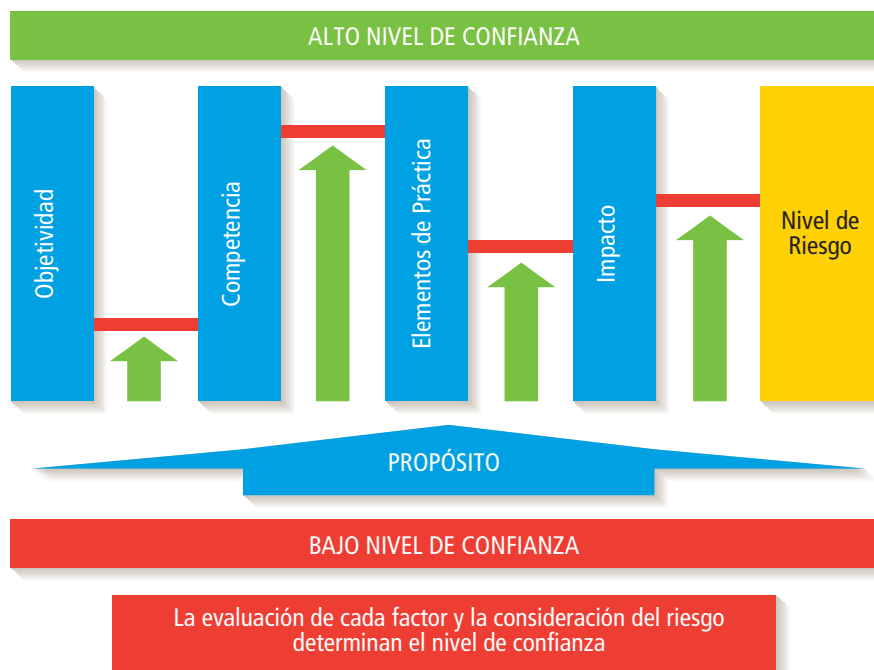 ALTO NIVEL DE CONFIANZA
Objetividad
Competencia
Elementos de Práctica
Impacto
Nivel de
Riesgo
PROPÓSITO
BAJO NIVEL DE CONFIANZA
La evaluación de cada factor y la consideración del riesgo
determinan el nivel de confianza